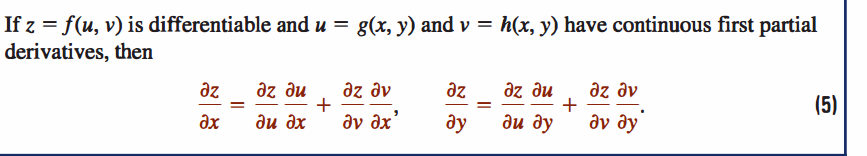 If z = f(u, v) is differentiable and u = g(x, y) and v = h(x, y) have continuous first partial
derivatives, then
∂z/∂x = ∂z/∂u ∂u/∂x + ∂z/∂v ∂v/∂x, ∂z/∂y = ∂z/∂u ∂u/∂y + ∂z/∂v ∂v/∂y. (5)